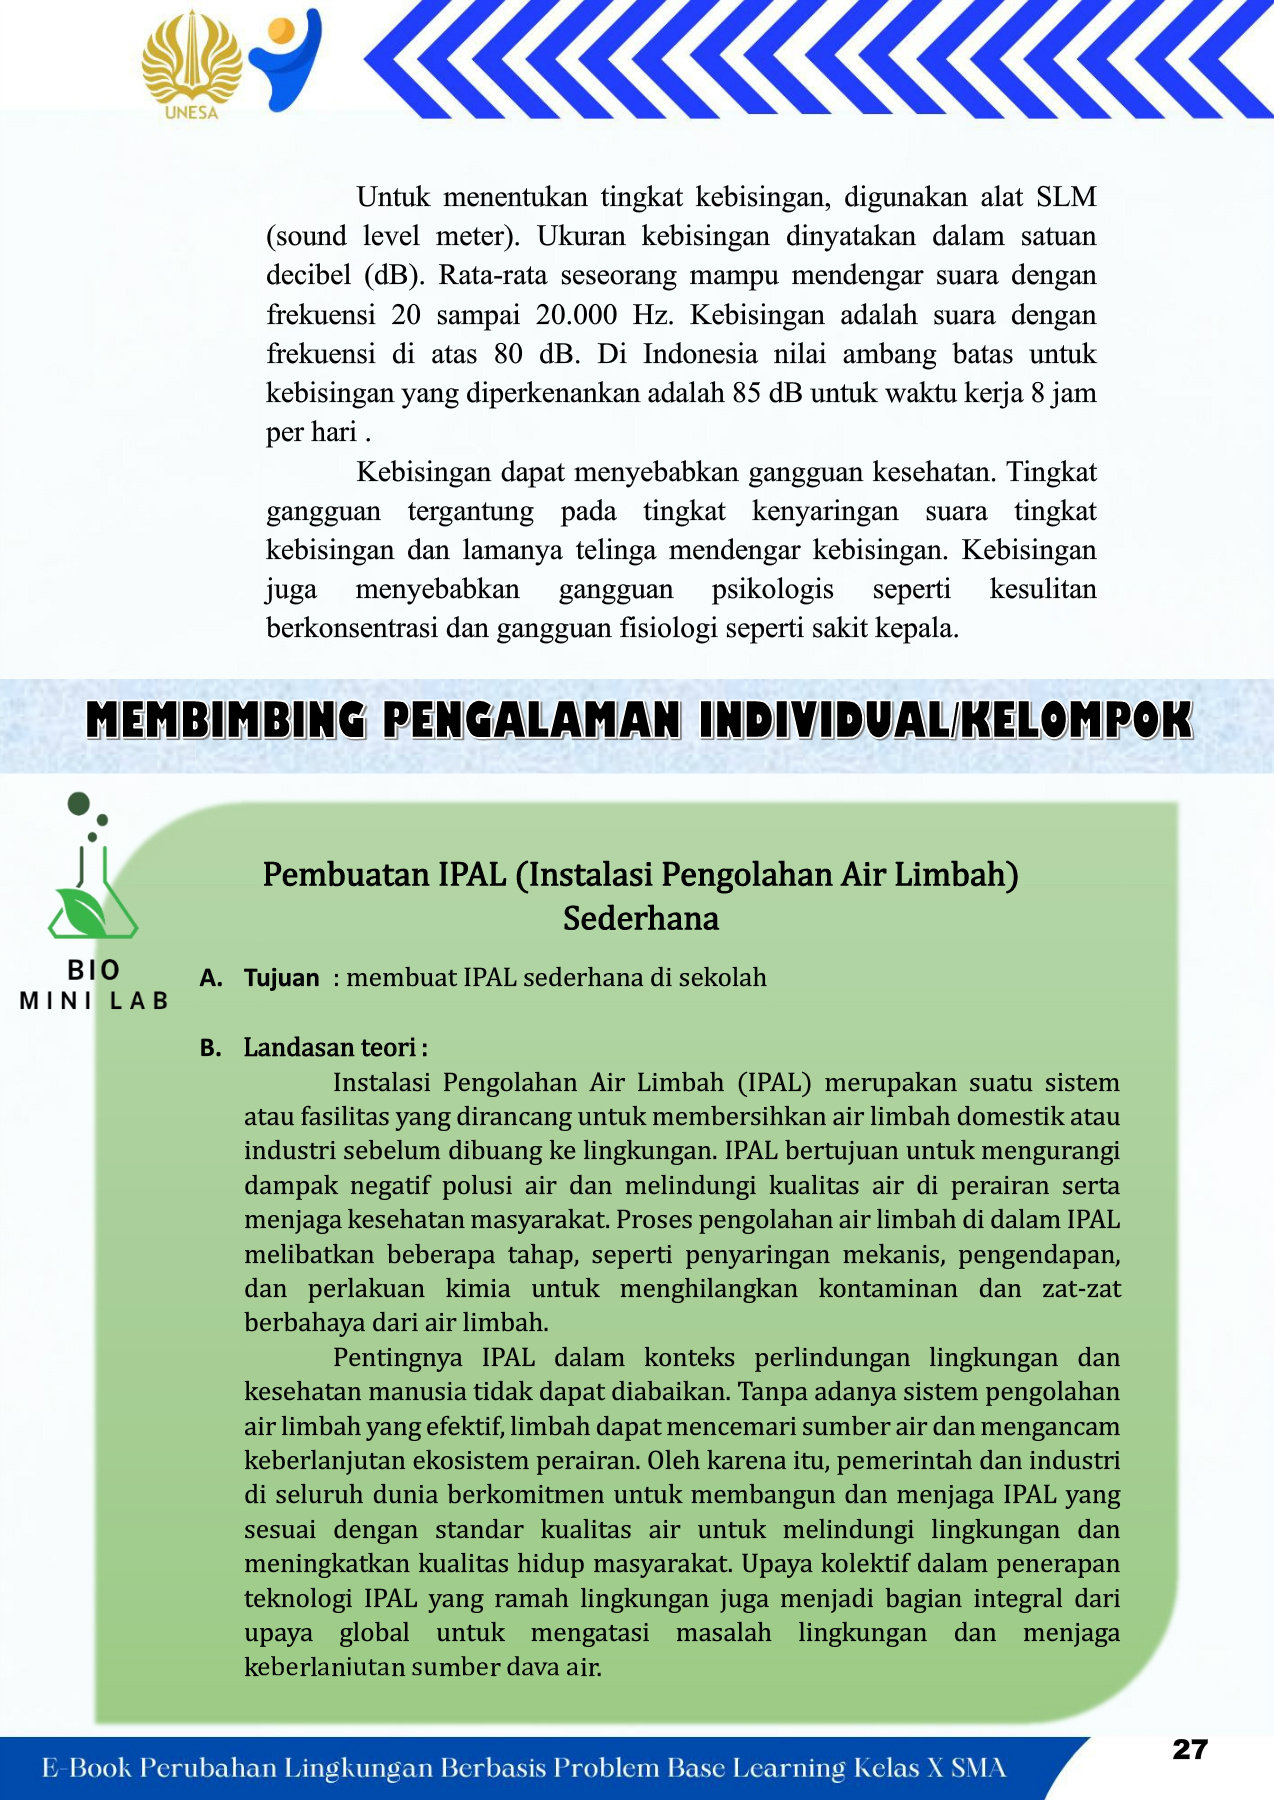 UNESA
Untuk menentukan tingkat kebisingan, digunakan alat SLM
(sound level meter). Ukuran kebisingan dinyatakan dalam satuan
decibel (dB). Rata-rata seseorang mampu mendengar suara dengan
frekuensi 20 sampai 20.000 Hz. Kebisingan adalah suara dengan
frekuensi di atas 80 dB. Di Indonesia nilai ambang batas untuk
kebisingan yang diperkenankan adalah 85 dB untuk waktu kerja 8 jam
per hari .
Kebisingan dapat menyebabkan gangguan kesehatan. Tingkat
gangguan tergantung pada tingkat kenyaringan suara tingkat
kebisingan dan lamanya telinga mendengar kebisingan. Kebisingan
juga menyebabkan gangguan psikologis seperti kesulitan
berkonsentrasi dan gangguan fisiologi seperti sakit kepala.
MEMBIMBING PENGALAMAN INDIVIDUAL/KELOMPOK
BIO
MINI LAB
Pembuatan IPAL (Instalasi Pengolahan Air Limbah)
Sederhana
A. Tujuan : membuat IPAL sederhana di sekolah
B. Landasan teori :
Instalasi Pengolahan Air Limbah (IPAL) merupakan suatu sistem
atau fasilitas yang dirancang untuk membersihkan air limbah domestik atau
industri sebelum dibuang ke lingkungan. IPAL bertujuan untuk mengurangi
dampak negatif polusi air dan melindungi kualitas air di perairan serta
menjaga kesehatan masyarakat. Proses pengolahan air limbah di dalam IPAL
melibatkan beberapa tahap, seperti penyaringan mekanis, pengendapan,
dan perlakuan kimia untuk menghilangkan kontaminan dan zat-zat
berbahaya dari air limbah.
Pentingnya IPAL dalam konteks perlindungan lingkungan dan
kesehatan manusia tidak dapat diabaikan. Tanpa adanya sistem pengolahan
air limbah yang efektif, limbah dapat mencemari sumber air dan mengancam
keberlanjutan ekosistem perairan. Oleh karena itu, pemerintah dan industri
di seluruh dunia berkomitmen untuk membangun dan menjaga IPAL yang
sesuai dengan standar kualitas air untuk melindungi lingkungan dan
meningkatkan kualitas hidup masyarakat. Upaya kolektif dalam penerapan
teknologi IPAL yang ramah lingkungan juga menjadi bagian integral dari
upaya global untuk mengatasi masalah lingkungan dan menjaga
keberlanjutan sumber daya air.
E-Book Perubahan Lingkungan Berbasis Problem Base Learning Kelas X SMA
27